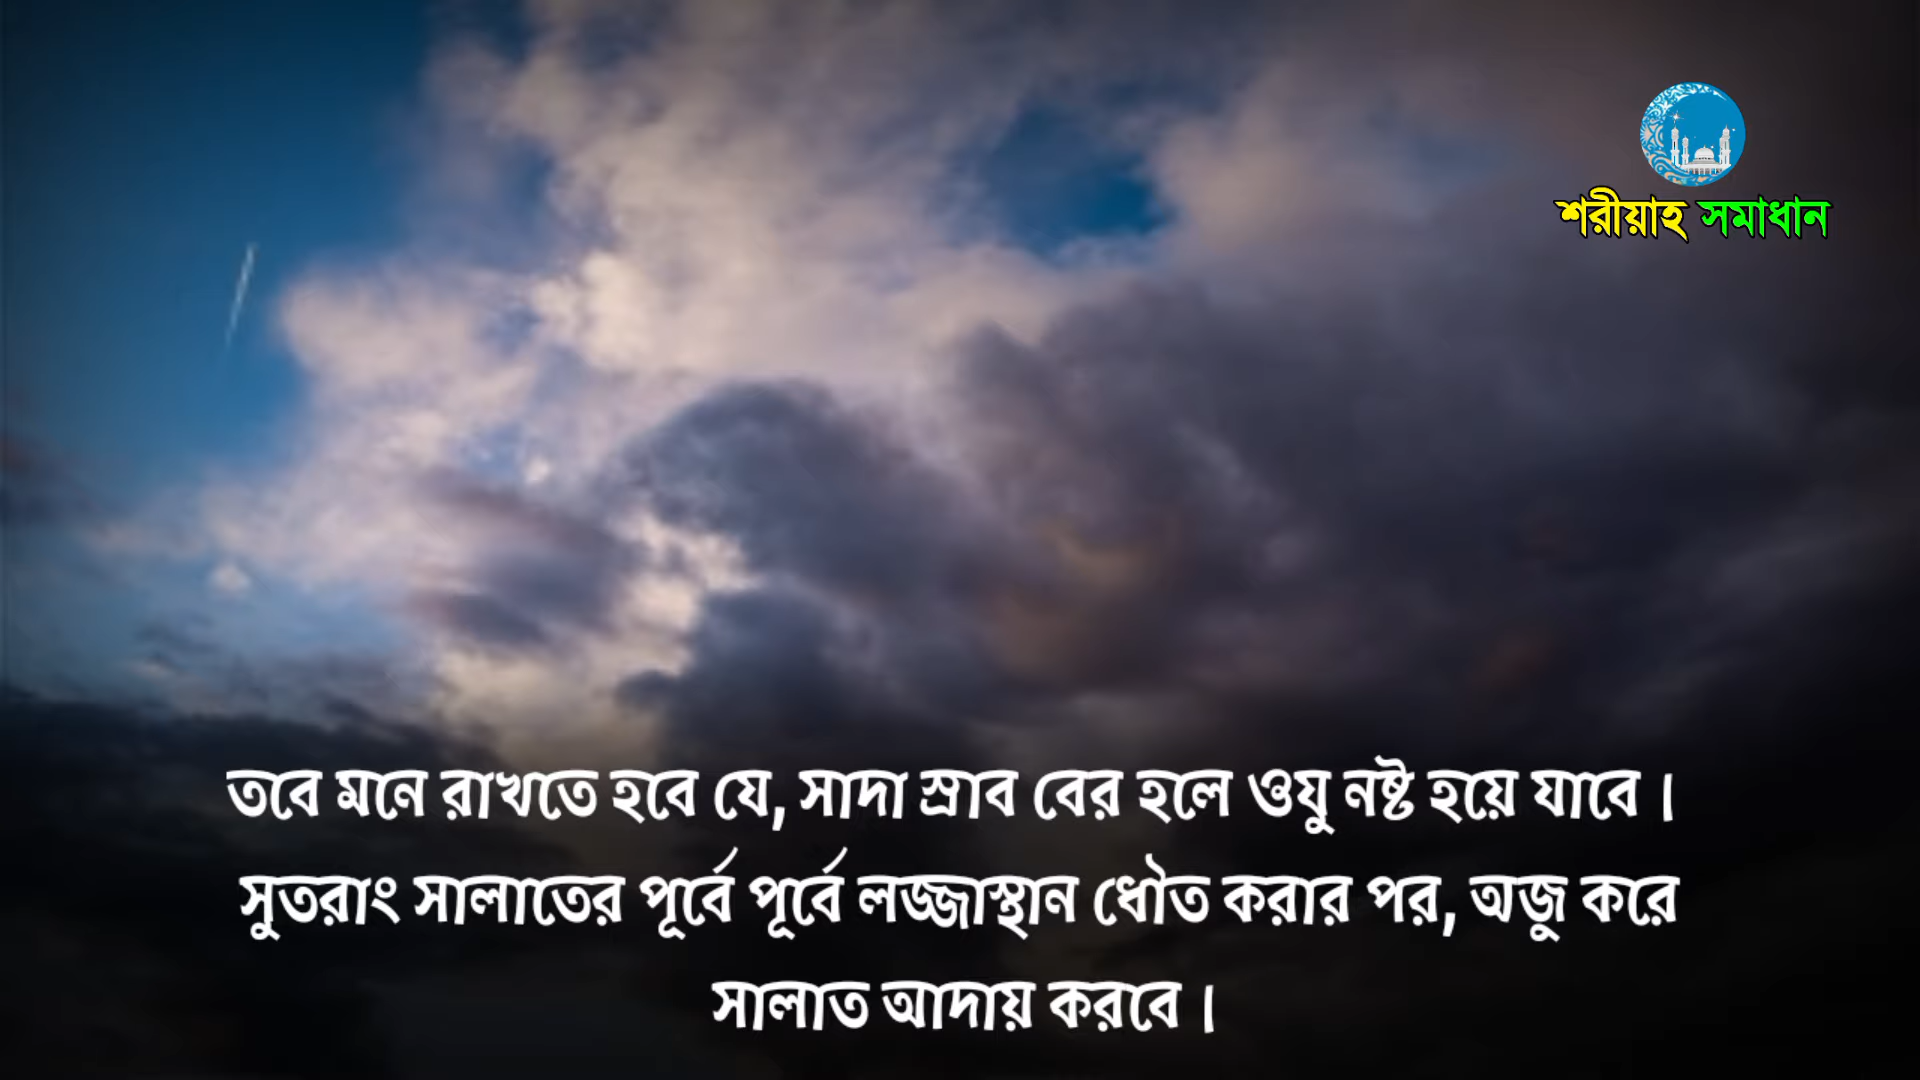 শরীয়াহ সমাধান
তবে মনে রাখতে হবে যে, সাদা স্রাব বের হলে ওযু নষ্ট হয়ে যাবে ।
সুতরাং সালাতের পূর্বে পূর্বে লজ্জাস্থান ধৌত করার পর, অজু করে
সালাত আদায় করবে ।